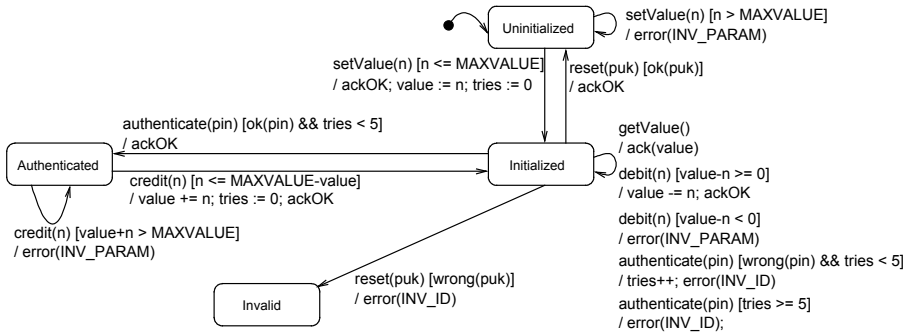 Uninitialized
setValue(n) [n > MAXVALUE]
/ error(INV_PARAM)
setValue(n) [n <= MAXVALUE]
/ ackOK; value := n; tries := 0
reset(puk) [ok(puk)]
/ ackOK
authenticate(pin) [ok(pin) && tries < 5]
/ ackOK
Authenticated
Initialized
getValue()
/ ack(value)
debit(n) [value-n >= 0]
/ value -= n; ackOK
debit(n) [value-n < 0]
/ error(INV_PARAM)
authenticate(pin) [wrong(pin) && tries < 5]
/ tries++; error(INV_ID)
authenticate(pin) [tries >= 5]
/ error(INV_ID);
credit(n) [n <= MAXVALUE-value]
/ value += n; tries := 0; ackOK
credit(n) [value+n > MAXVALUE]
/ error(INV_PARAM)
reset(puk) [wrong(puk)]
/ error(INV_ID)
Invalid